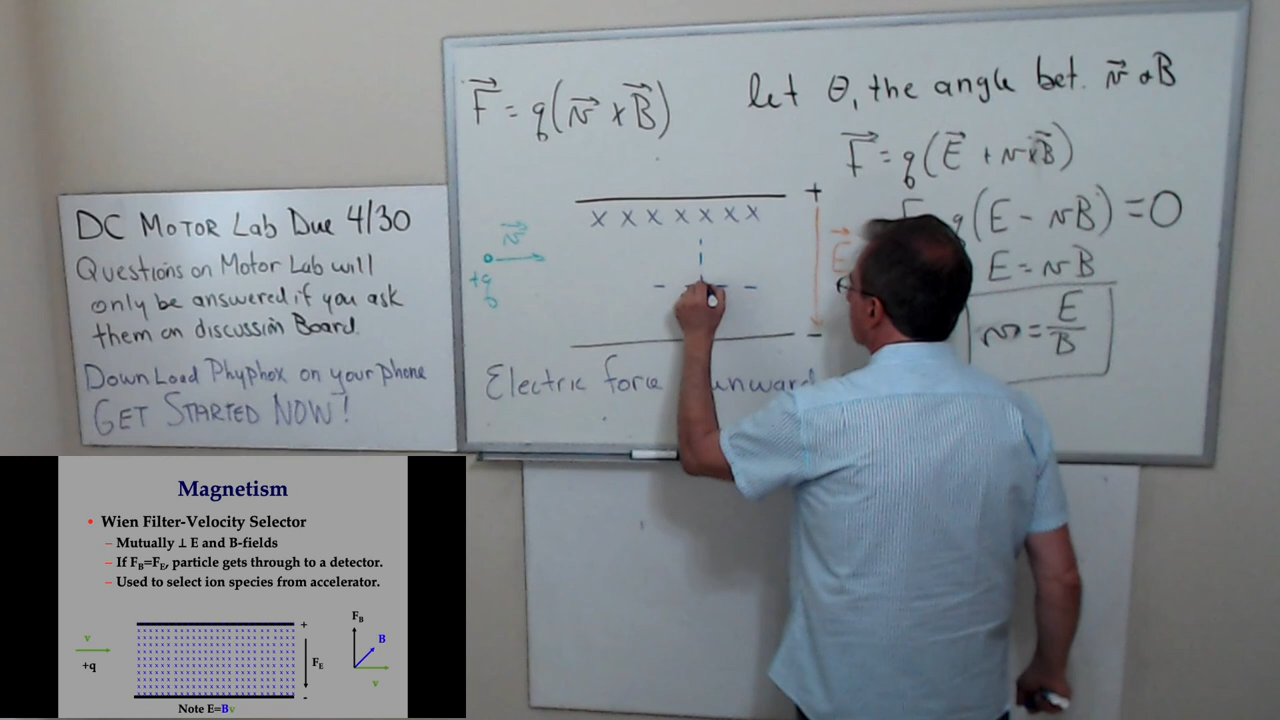 F = q(v × B)
let θ, the angle bet. v & B
F = q(E + v×B)
q(E - vB) = 0
E = vB
v = E/B
x x x x x x x
+
v
+q
E
-
Electric force
DC MOTOR Lab Due 4/30
Questions on Motor Lab will
only be answered if you ask
them on discussion Board.
DownLoad Phyphox on your phone
GET STARTED NOW!
Magnetism
• Wien Filter-Velocity Selector
– Mutually ⊥ E and B-fields
– If FB=FE, particle gets through to a detector.
– Used to select ion species from accelerator.
v
+q
+
FE
-
FB
B
v
Note E=Bv